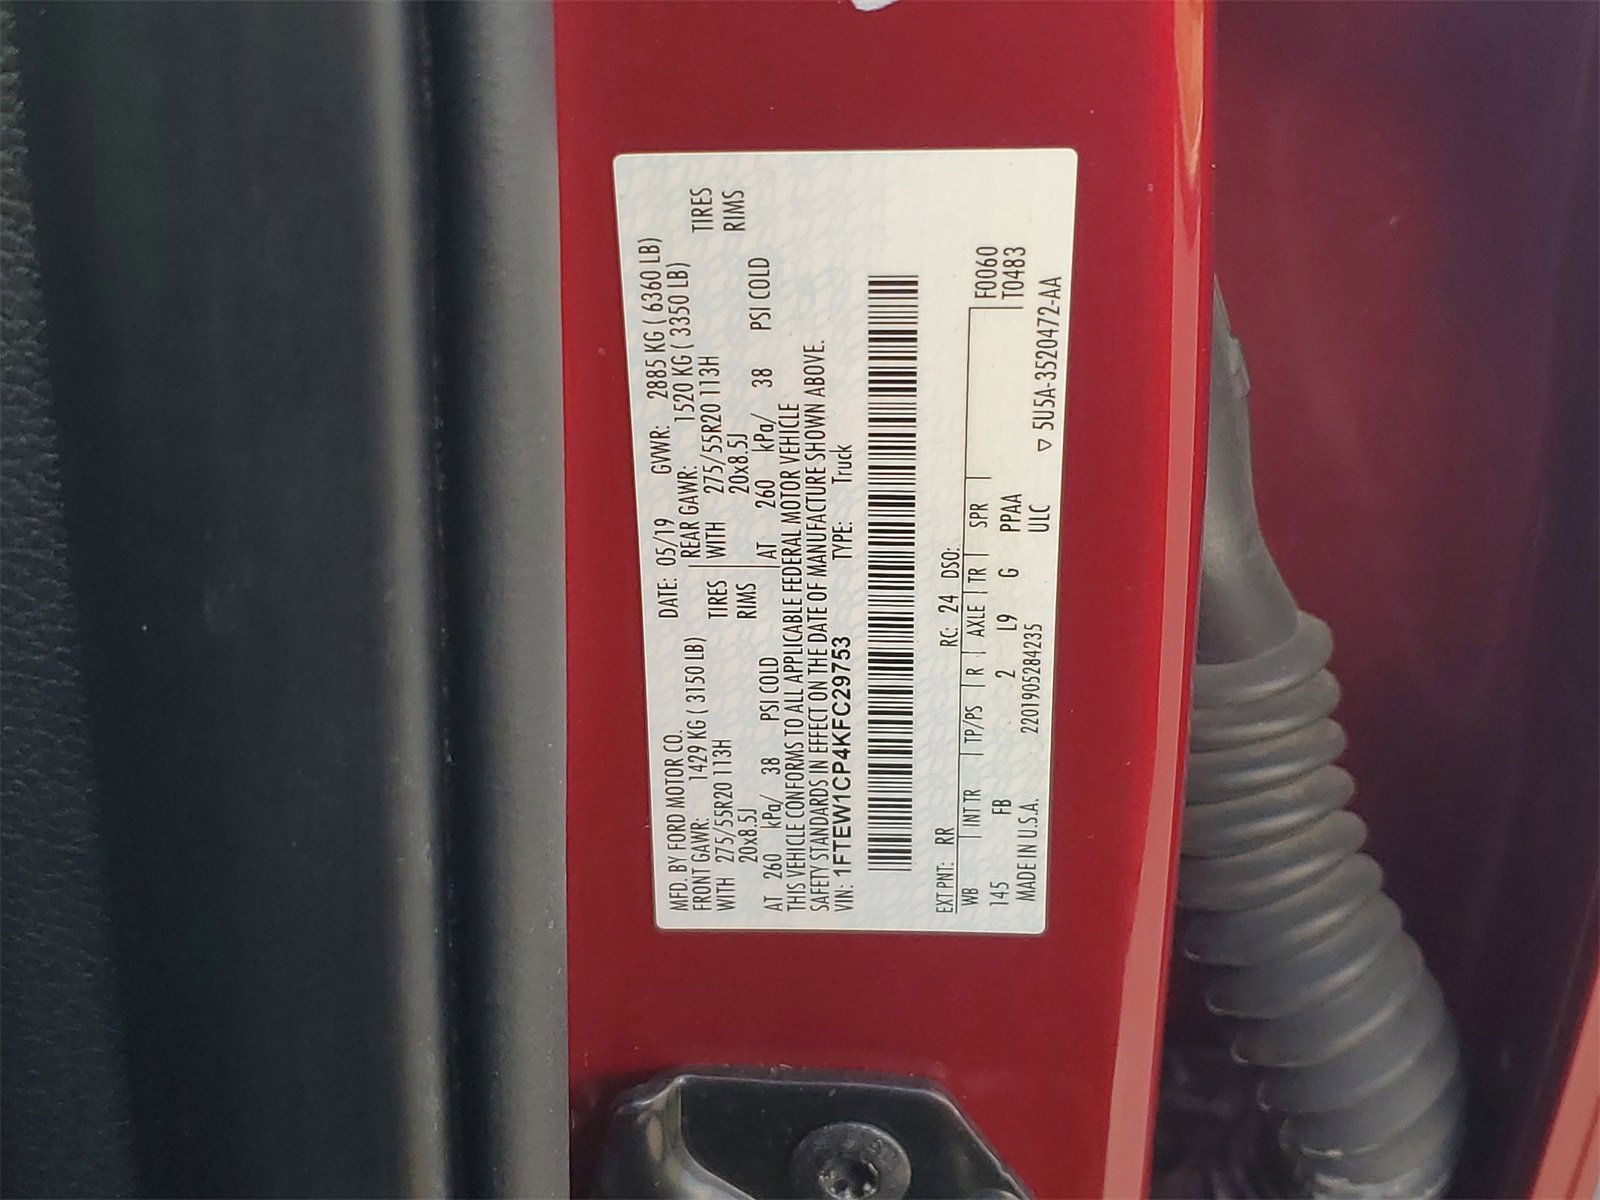 MFD. BY FORD MOTOR CO. DATE: 05/19 GVWR: 2885 KG ( 6360 LB)
FRONT GAWR: 1429 KG ( 3150 LB) REAR GAWR: 1520 KG ( 3350 LB)
WITH 275/55R20 113H TIRES WITH 275/55R20 113H TIRES
20x8.5J RIMS 20x8.5J RIMS
AT 260 kPa/ 38 PSI COLD AT 260 kPa/ 38 PSI COLD
THIS VEHICLE CONFORMS TO ALL APPLICABLE FEDERAL MOTOR VEHICLE
SAFETY STANDARDS IN EFFECT ON THE DATE OF MANUFACTURE SHOWN ABOVE.
VIN: 1FTEW1CP4KFC29753 TYPE: Truck
EXT PNT: RR RC: 24 DSO:
WB INT TR TP/PS R AXLE TR SPR F0060
145 FB 2 L9 G PPAA T0483
MADE IN U.S.A. 2201905284235 ULC
▽ 5U5A-3520472-AA